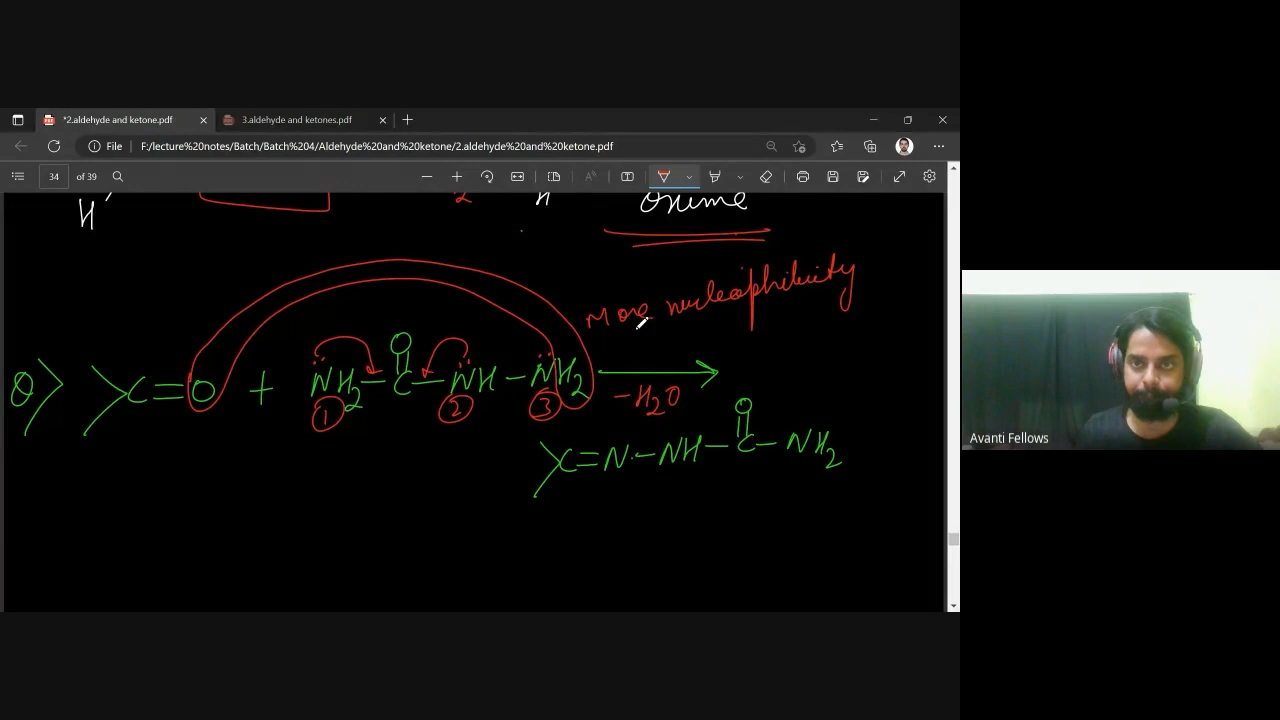 *2.aldehyde and ketone.pdf
3.aldehyde and ketones.pdf
File F:/lecture%20notes/Batch/Batch%204/Aldehyde%20and%20ketone/2.aldehyde%20and%20ketone.pdf
34 of 39
H 2 H Oxime
More nucleophilicity
Q> >C=O + NH2-C(=O)-NH-NH2 ⟶
1 2 3 -H2O
>C=N-NH-C(=O)-NH2
Avanti Fellows